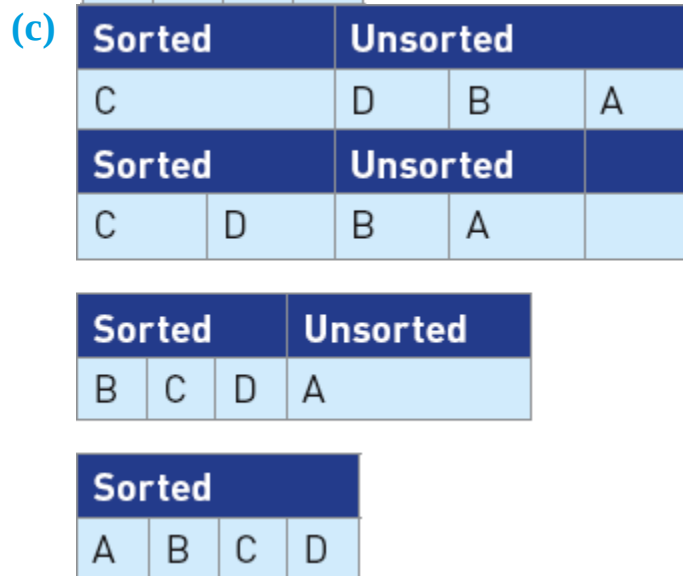 (c) Sorted Unsorted
C D B A
Sorted Unsorted
C D B A
Sorted Unsorted
B C D A
Sorted
A B C D